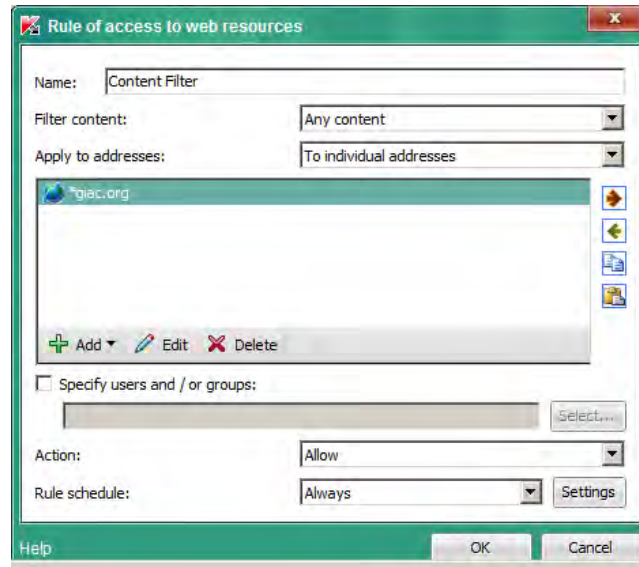 Rule of access to web resources
Name: Content Filter
Filter content: Any content
Apply to addresses: To individual addresses
*giac.org
Add Edit Delete
Specify users and / or groups:
Select...
Action: Allow
Rule schedule: Always Settings
Help OK Cancel